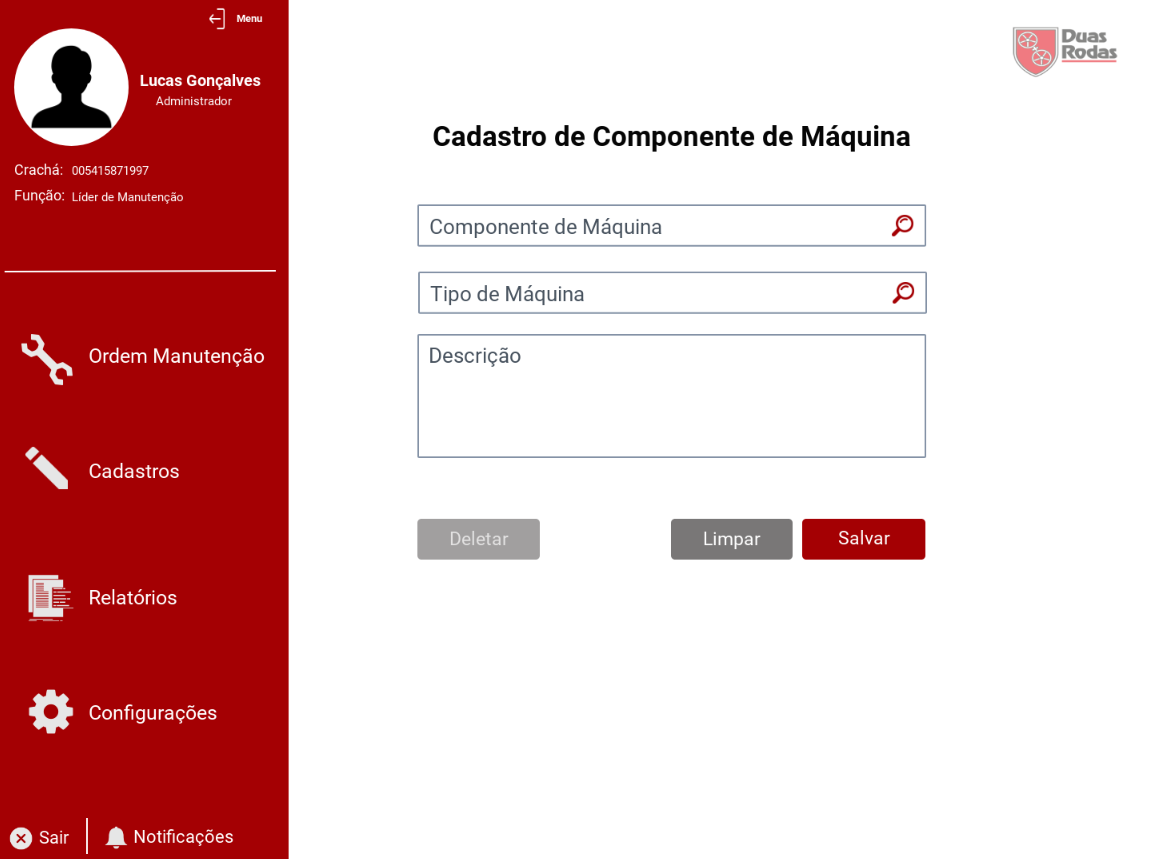 Menu
Lucas Gonçalves
Administrador
Crachá: 005415871997
Função: Líder de Manutenção
Ordem Manutenção
Cadastros
Relatórios
Configurações
Sair
Notificações
Duas
Rodas
Cadastro de Componente de Máquina
Componente de Máquina
Tipo de Máquina
Descrição
Deletar
Limpar
Salvar